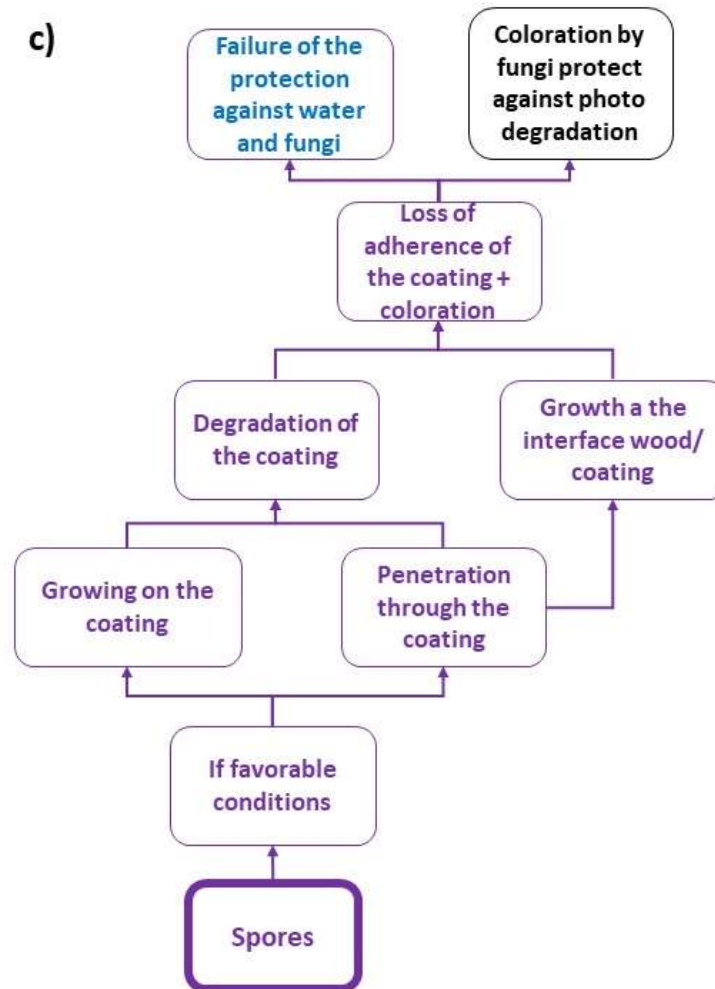 c)
Failure of the
protection
against water
and fungi
Coloration by
fungi protect
against photo
degradation
Loss of
adherence of
the coating +
coloration
Degradation of
the coating
Growth a the
interface wood/
coating
Growing on the
coating
Penetration
through the
coating
If favorable
conditions
Spores